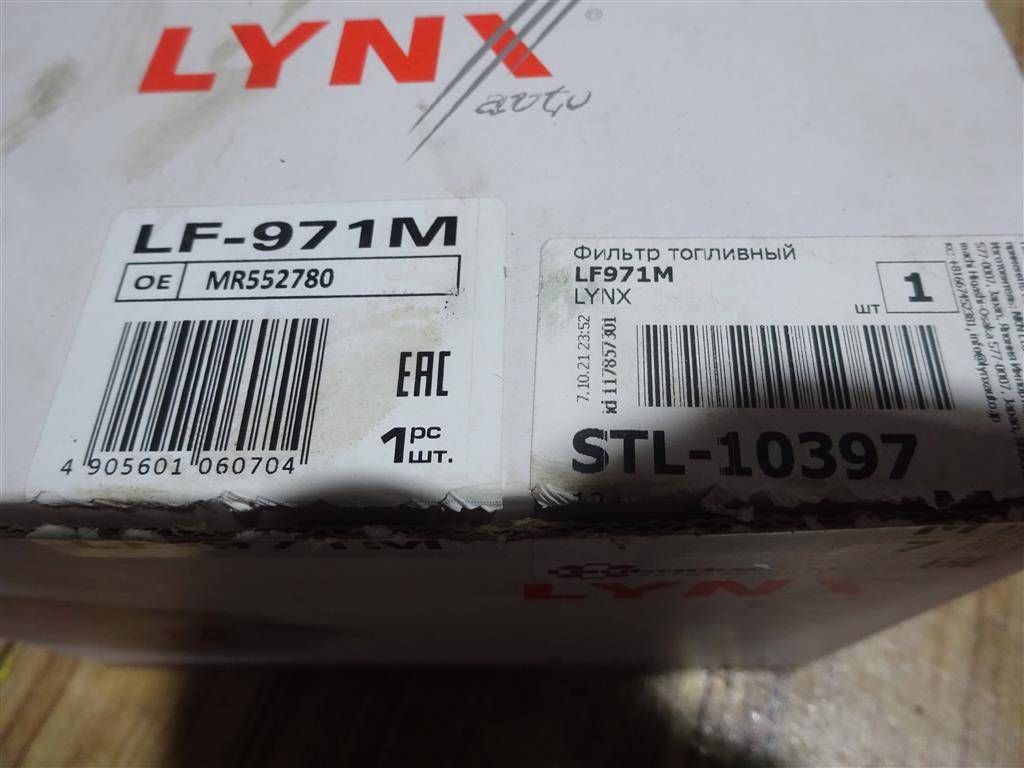 LYNX
®
auto
LF-971M
OE MR552780
EAC
1 PC
ШТ.
4 905601 060704
Фильтр топливный
LF971M
LYNX
шт 1
7.10.21 23:52
id 117857301
STL-10397
LYNX